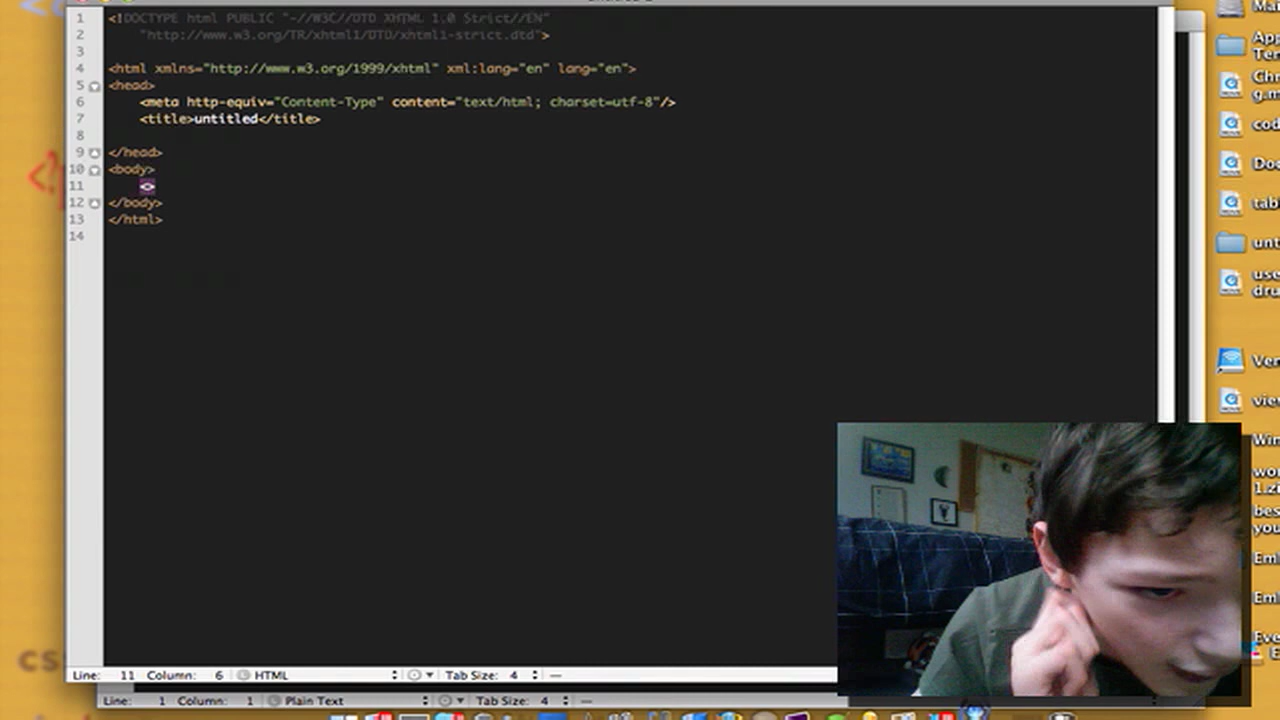 1 <!DOCTYPE html PUBLIC "-//W3C//DTD XHTML 1.0 Strict//EN"
2 "http://www.w3.org/TR/xhtml1/DTD/xhtml1-strict.dtd">
3
4 <html xmlns="http://www.w3.org/1999/xhtml" xml:lang="en" lang="en">
5 <head>
6 <meta http-equiv="Content-Type" content="text/html; charset=utf-8"/>
7 <title>untitled</title>
8
9 </head>
10 <body>
11 <>
12 </body>
13 </html>
14
Line: 11 Column: 6 HTML Tab Size: 4
Line: 1 Column: 1 Plain Text Tab Size: 4